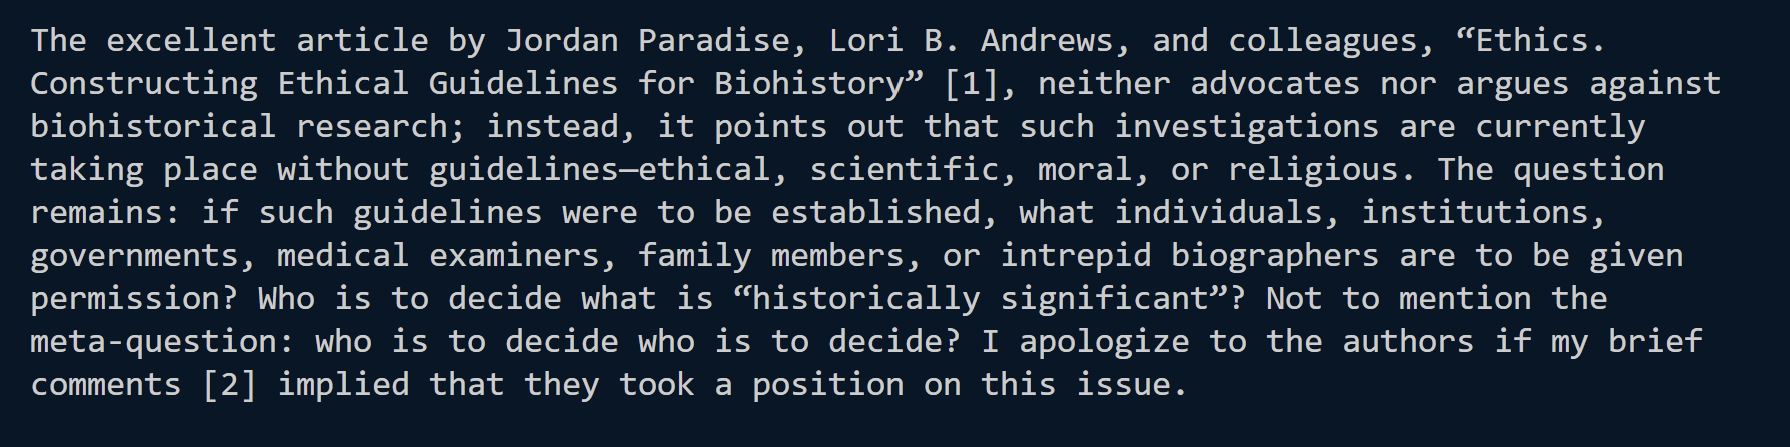 The excellent article by Jordan Paradise, Lori B. Andrews, and colleagues, “Ethics.
Constructing Ethical Guidelines for Biohistory” [1], neither advocates nor argues against
biohistorical research; instead, it points out that such investigations are currently
taking place without guidelines—ethical, scientific, moral, or religious. The question
remains: if such guidelines were to be established, what individuals, institutions,
governments, medical examiners, family members, or intrepid biographers are to be given
permission? Who is to decide what is “historically significant”? Not to mention the
meta-question: who is to decide who is to decide? I apologize to the authors if my brief
comments [2] implied that they took a position on this issue.